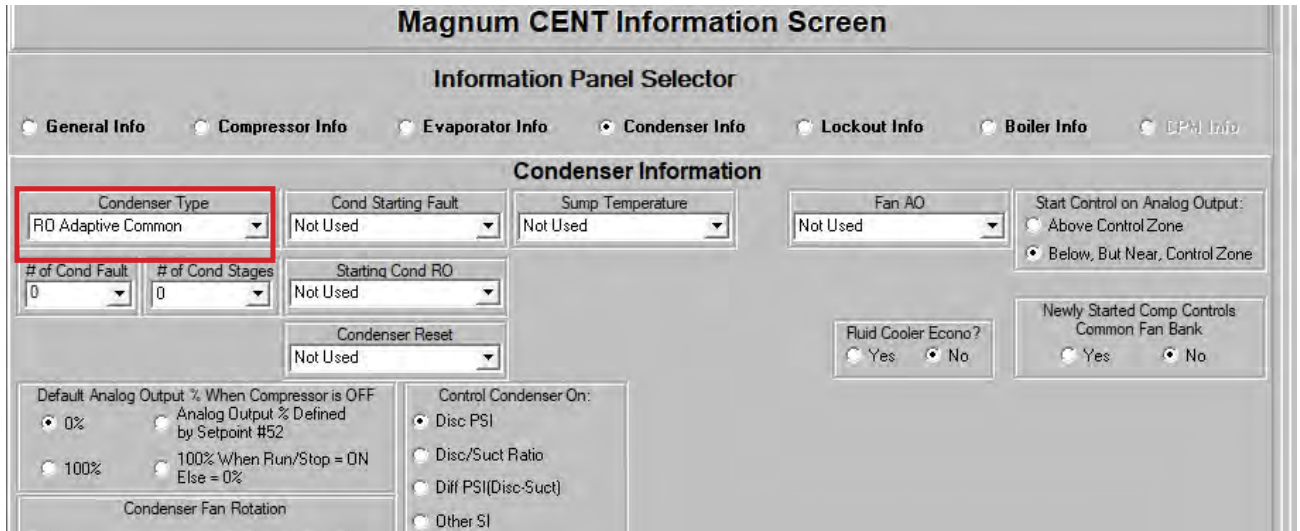 Magnum CENT Information Screen
Information Panel Selector
General Info Compressor Info Evaporator Info Condenser Info Lockout Info Boiler Info CPM Info
Condenser Information
Condenser Type
RO Adaptive Common
Cond Starting Fault
Not Used
Sump Temperature
Not Used
Fan AO
Not Used
Start Control on Analog Output:
Above Control Zone
Below, But Near, Control Zone
# of Cond Fault
0
# of Cond Stages
0
Starting Cond RO
Not Used
Condenser Reset
Not Used
Fluid Cooler Econo?
Yes No
Newly Started Comp Controls
Common Fan Bank
Yes No
Default Analog Output % When Compressor is OFF
0%
Analog Output % Defined
by Setpoint #52
100%
100% When Run/Stop = ON
Else = 0%
Control Condenser On:
Disc PSI
Disc/Suct Ratio
Diff PSI(Disc-Suct)
Other SI
Condenser Fan Rotation